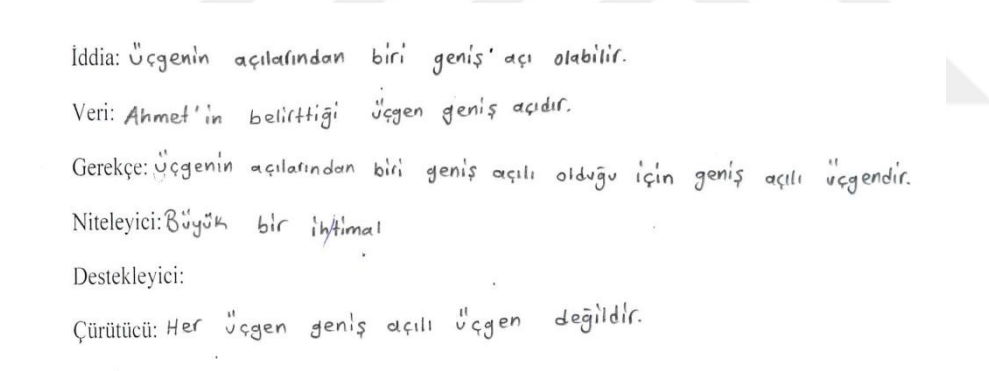 İddia: Üçgenin açılarından biri geniş açı olabilir.
Veri: Ahmet'in belirttiği üçgen geniş açıdır.
Gerekçe: Üçgenin açılarından biri geniş açılı olduğu için geniş açılı üçgendir.
Niteleyici: Büyük bir ihtimal
Destekleyici:
Çürütücü: Her üçgen geniş açılı üçgen değildir.